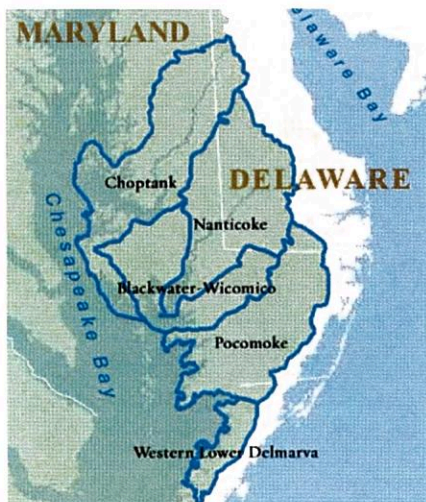 MARYLAND
Delaware Bay
Choptank
DELAWARE
Nanticoke
Chesapeake Bay
Blackwater-Wicomico
Pocomoke
Western Lower Delmarva